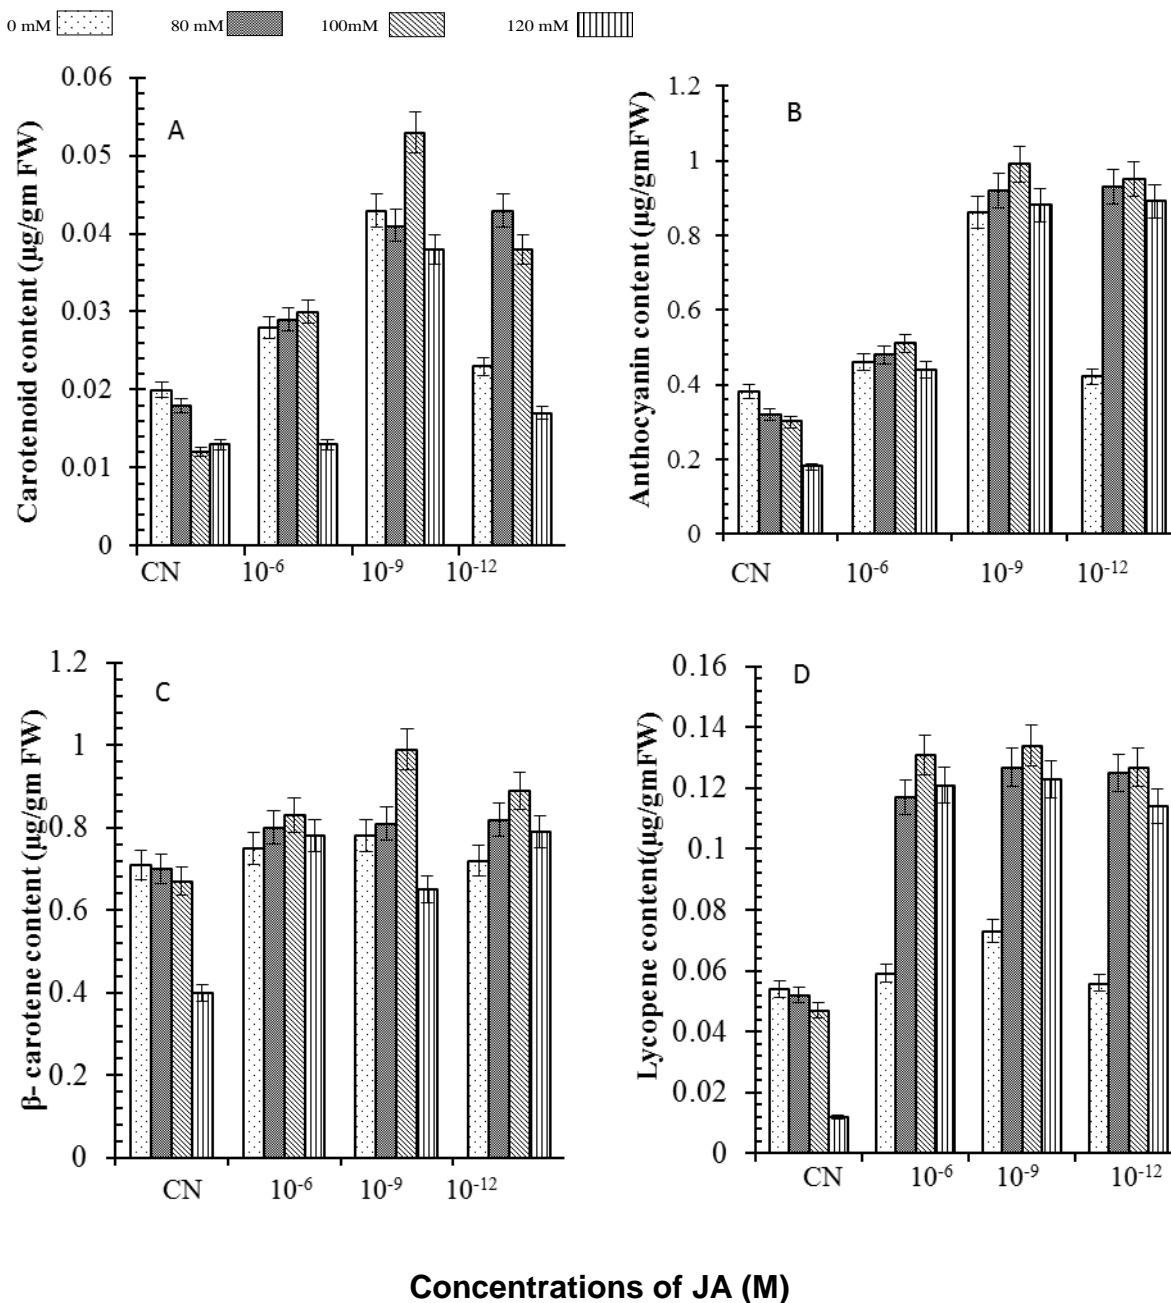 0 mM 80 mM 100mM 120 mM
A
Carotenoid content (µg/gm FW)
0.06
0.05
0.04
0.03
0.02
0.01
0
CN 10⁻⁶ 10⁻⁹ 10⁻¹²
B
Anthocyanin content (µg/gmFW)
1.2
1
0.8
0.6
0.4
0.2
0
CN 10⁻⁶ 10⁻⁹ 10⁻¹²
C
β- carotene content (µg/gm FW)
1.2
1
0.8
0.6
0.4
0.2
0
CN 10⁻⁶ 10⁻⁹ 10⁻¹²
D
Lycopene content(µg/gmFW)
0.16
0.14
0.12
0.1
0.08
0.06
0.04
0.02
0
CN 10⁻⁶ 10⁻⁹ 10⁻¹²
Concentrations of JA (M)